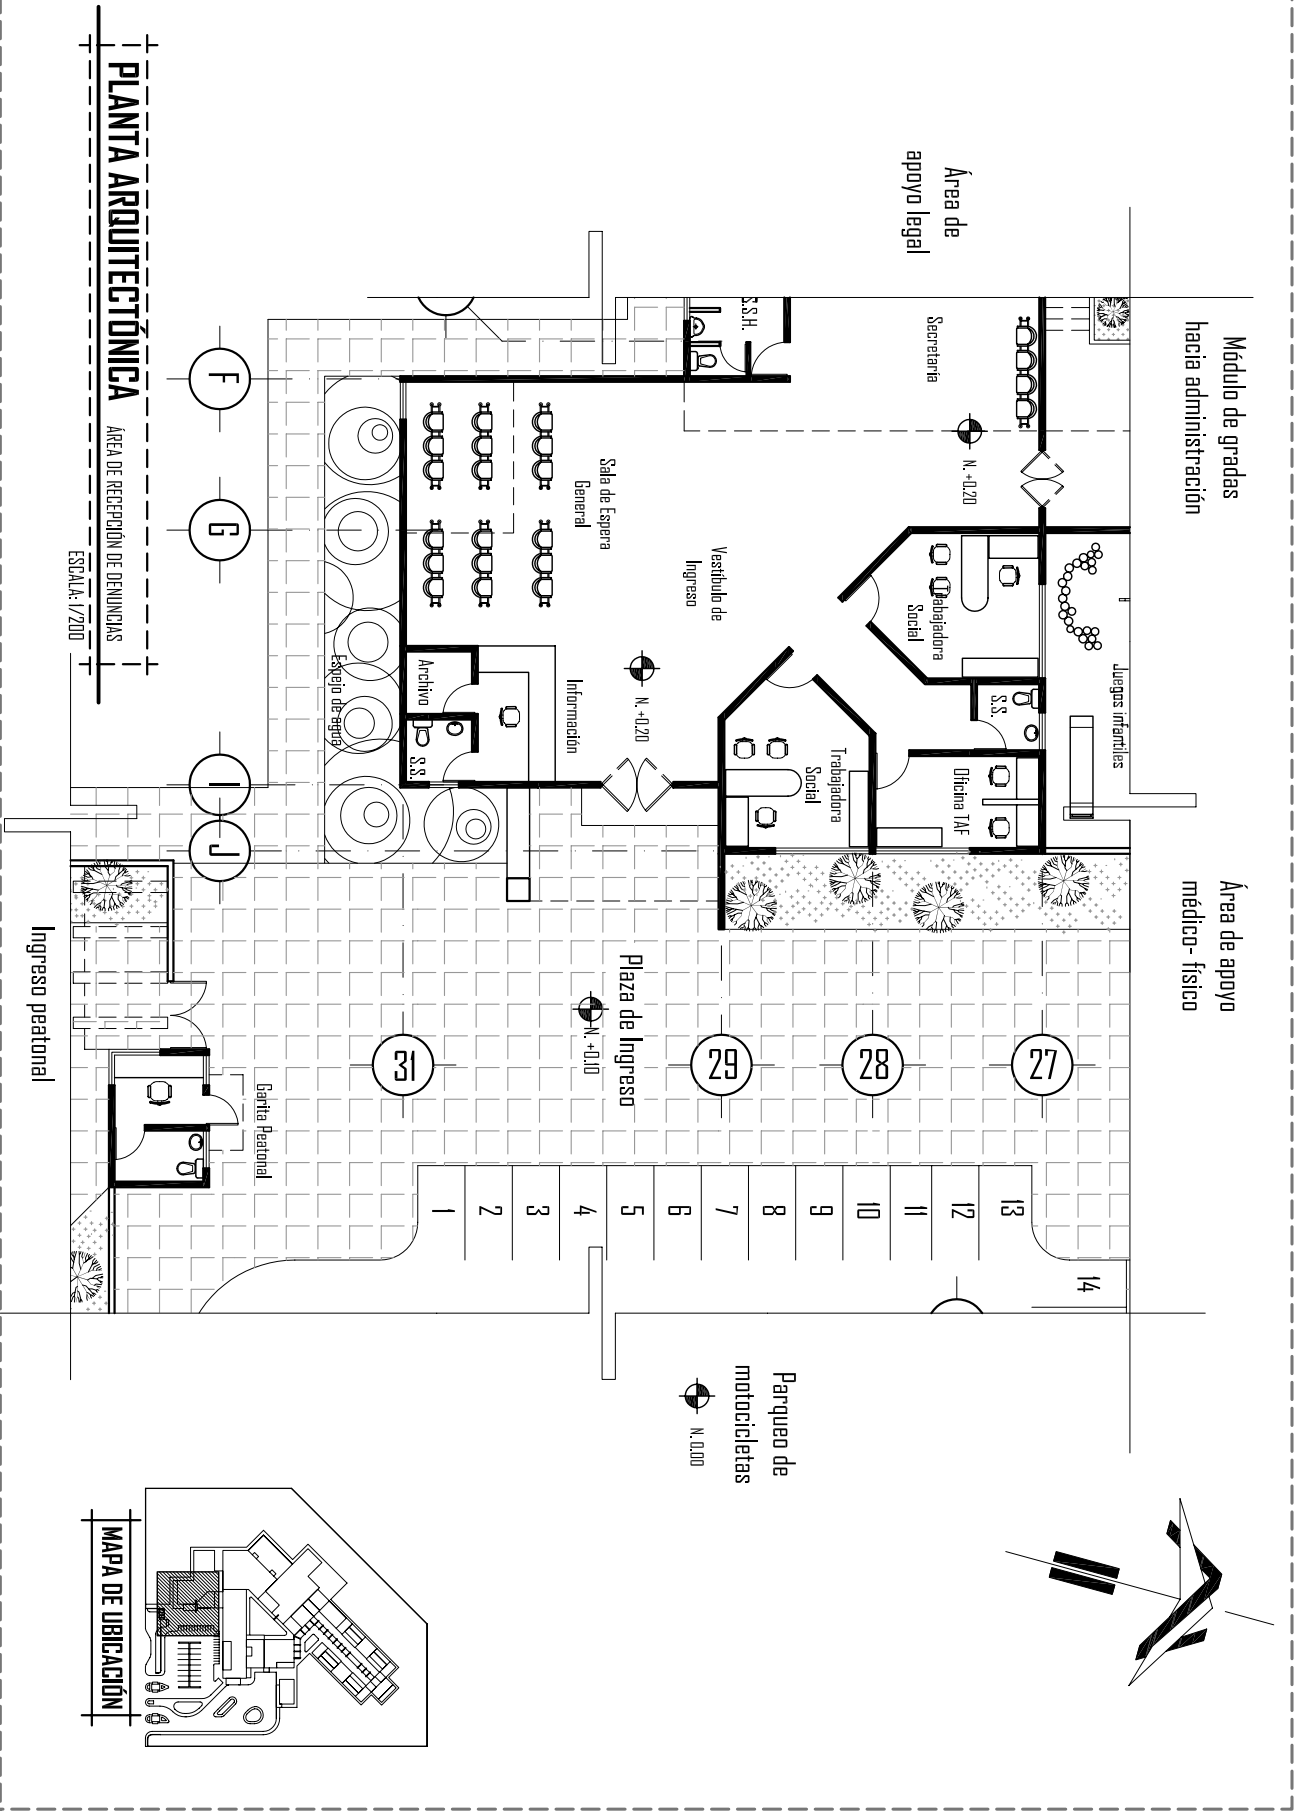 Área de
apoyo legal
Módulo de gradas
hacia administración
Área de apoyo
médico- físico
Juegos infantiles
S.S.H.
Secretaría
N. +0.20
Trabajadora
Social
S.S.
Oficina TAF
Trabajadora
Social
Sala de Espera
General
Vestíbulo de
Ingreso
N. +0.20
Información
Archivo
S.S.
Espejo de agua
F
G
I
J
27
28
29
31
Plaza de Ingreso
N. +0.10
Garita Peatonal
Ingreso peatonal
1
2
3
4
5
6
7
8
9
10
11
12
13
14
Parqueo de
motocicletas
N. 0.00
PLANTA ARQUITECTÓNICA
ÁREA DE RECEPCIÓN DE DENUNCIAS
ESCALA: 1/200
MAPA DE UBICACIÓN